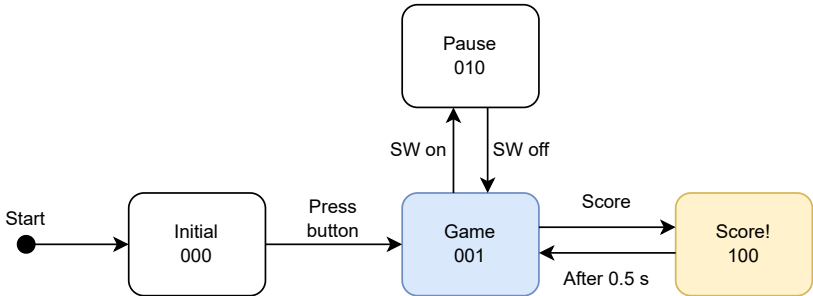 Pause
010
SW on
SW off
Start
Initial
000
Press
button
Game
001
Score
After 0.5 s
Score!
100